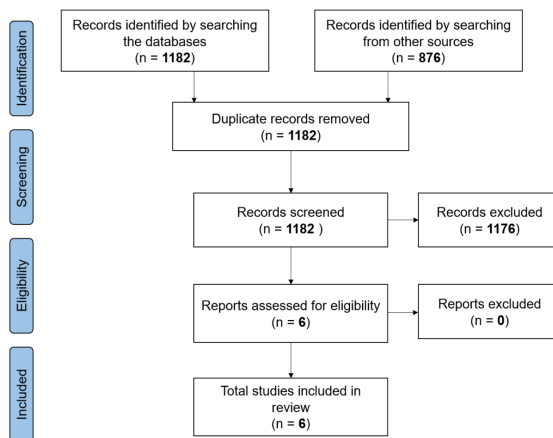 Identification
Records identified by searching
the databases
(n = 1182)
Records identified by searching
from other sources
(n = 876)
Duplicate records removed
(n = 1182)
Screening
Records screened
(n = 1182 )
Records excluded
(n = 1176)
Eligibility
Reports assessed for eligibility
(n = 6)
Reports excluded
(n = 0)
Included
Total studies included in
review
(n = 6)